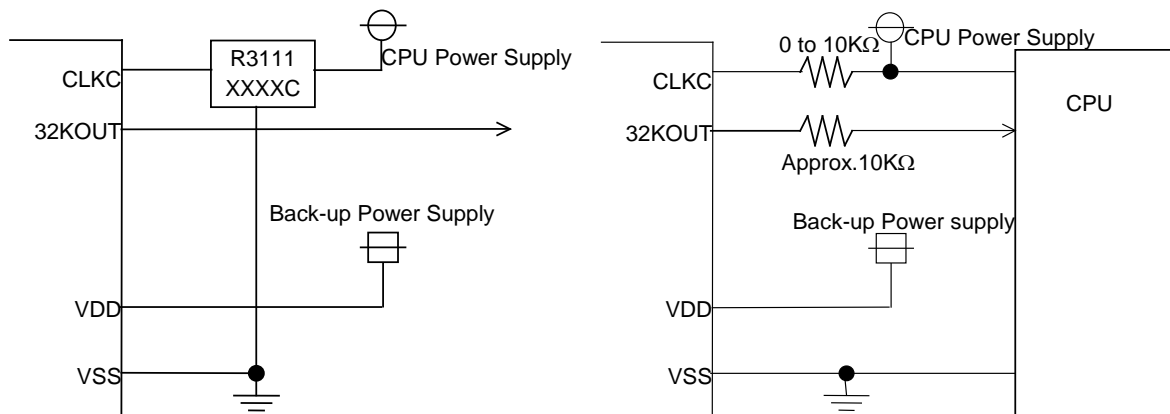 R3111
XXXXC
CPU Power Supply
CLKC
32KOUT
Back-up Power Supply
VDD
VSS
0 to 10KΩ
CPU Power Supply
CLKC
CPU
32KOUT
Approx.10KΩ
Back-up Power supply
VDD
VSS